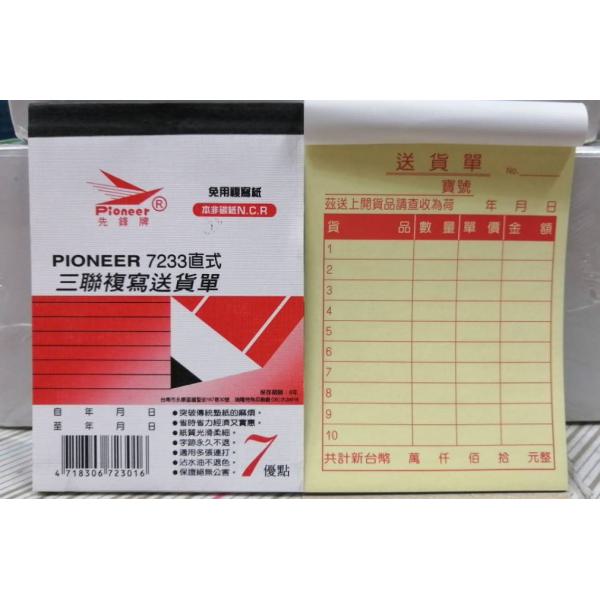 Pioneer ®
先鋒牌
免用複寫紙
本非碳紙N.C.R
PIONEER 7233直式
三聯複寫送貨單
保存期限：5年
自 年 月 日
至 年 月 日
4 718306 723016
●突破傳統墊紙的麻煩。
●省時省力經濟又實惠。
●紙質光滑柔細。
●字跡永久不退。
●適用多張連打。
●沾水油不退色。
●保證絕無公害。
7優點
送貨單
No.
寶號
茲送上開貨品請查收為荷 年 月 日
貨 品 數量 單價 金額
1
2
3
4
5
6
7
8
9
10
共計新台幣 萬 仟 佰 拾 元整